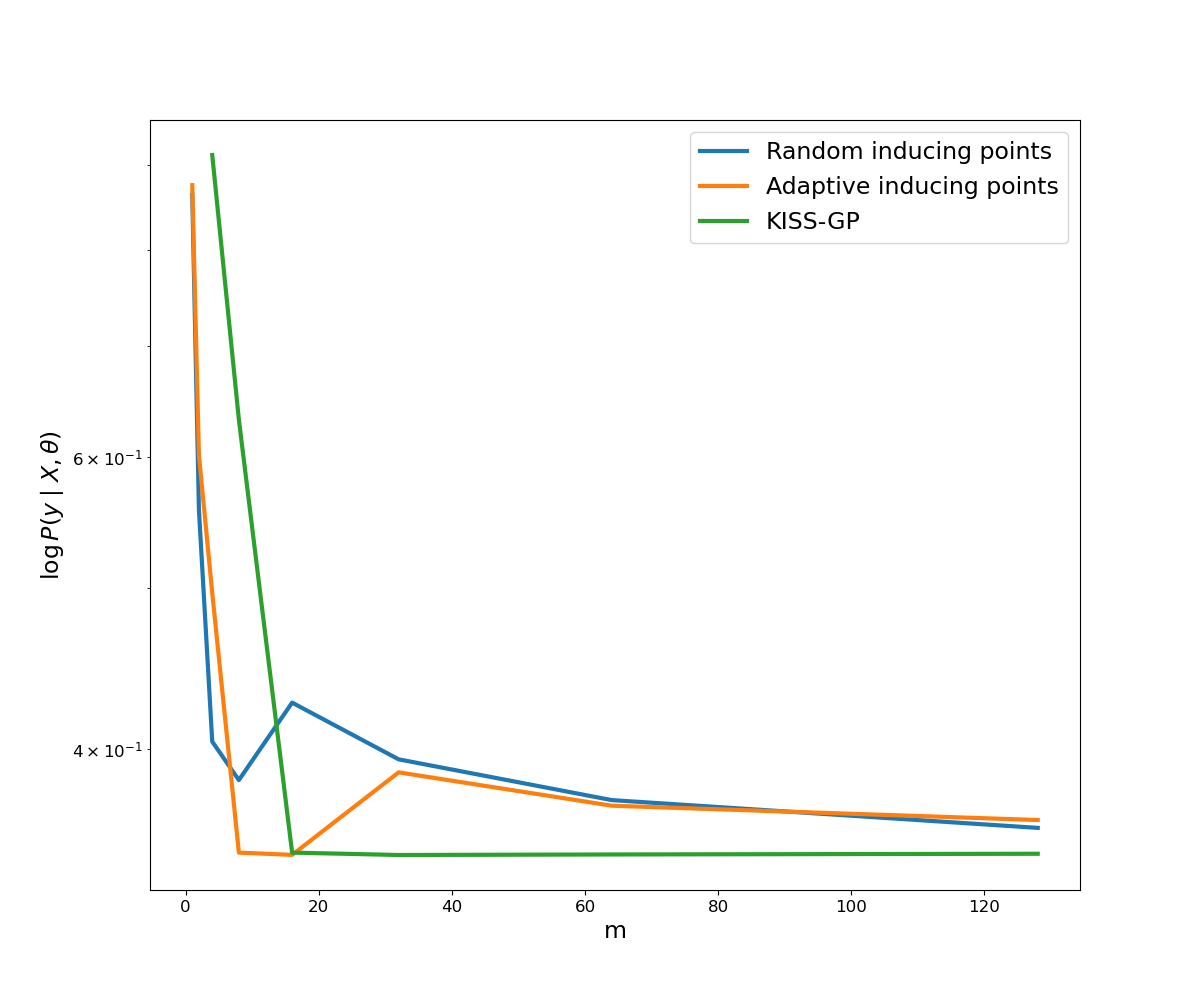 Random inducing points
Adaptive inducing points
KISS-GP
log P(y | X, θ)
6 × 10⁻¹
4 × 10⁻¹
0 20 40 60 80 100 120
m